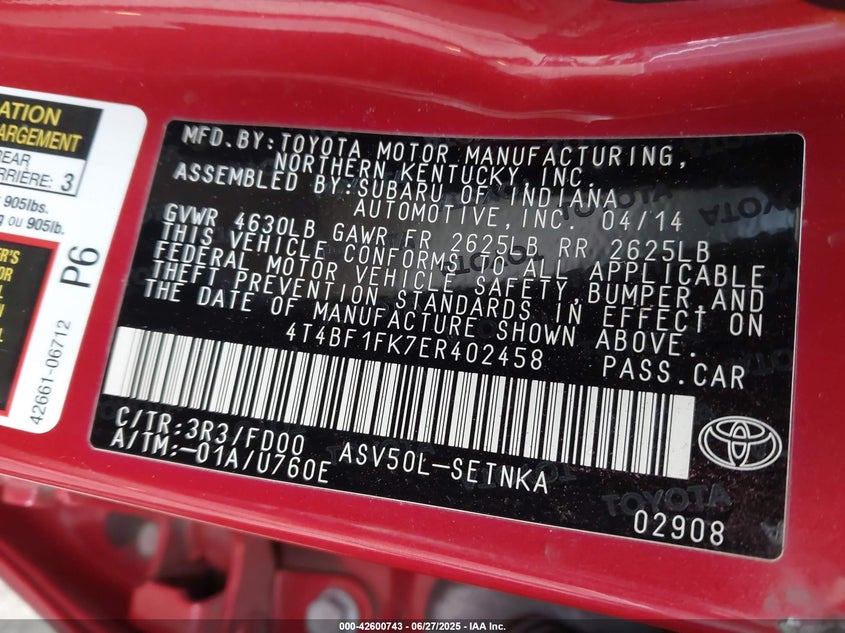 ATION
ARGEMENT
REAR
ARRIÈRE: 3
905lbs.
ou 905lb.
P6
42661-06712
MFD.BY:TOYOTA MOTOR MANUFACTURING,
NORTHERN KENTUCKY, INC.
ASSEMBLED BY:SUBARU OF INDIANA
AUTOMOTIVE,INC. 04/14
GVWR 4630LB GAWR FR 2625LB RR 2625LB
THIS VEHICLE CONFORMS TO ALL APPLICABLE
FEDERAL MOTOR VEHICLE SAFETY,BUMPER,AND
THEFT PREVENTION STANDARDS IN EFFECT ON
THE DATE OF MANUFACTURE SHOWN ABOVE.
4T4BF1FK7ER402458 PASS.CAR
C/TR:3R3/FD00
A/TM:-01A/U760E
ASV50L-SETNKA
TOYOTA
02908
000-42600743 | 06/27/2025 - IAA Inc.